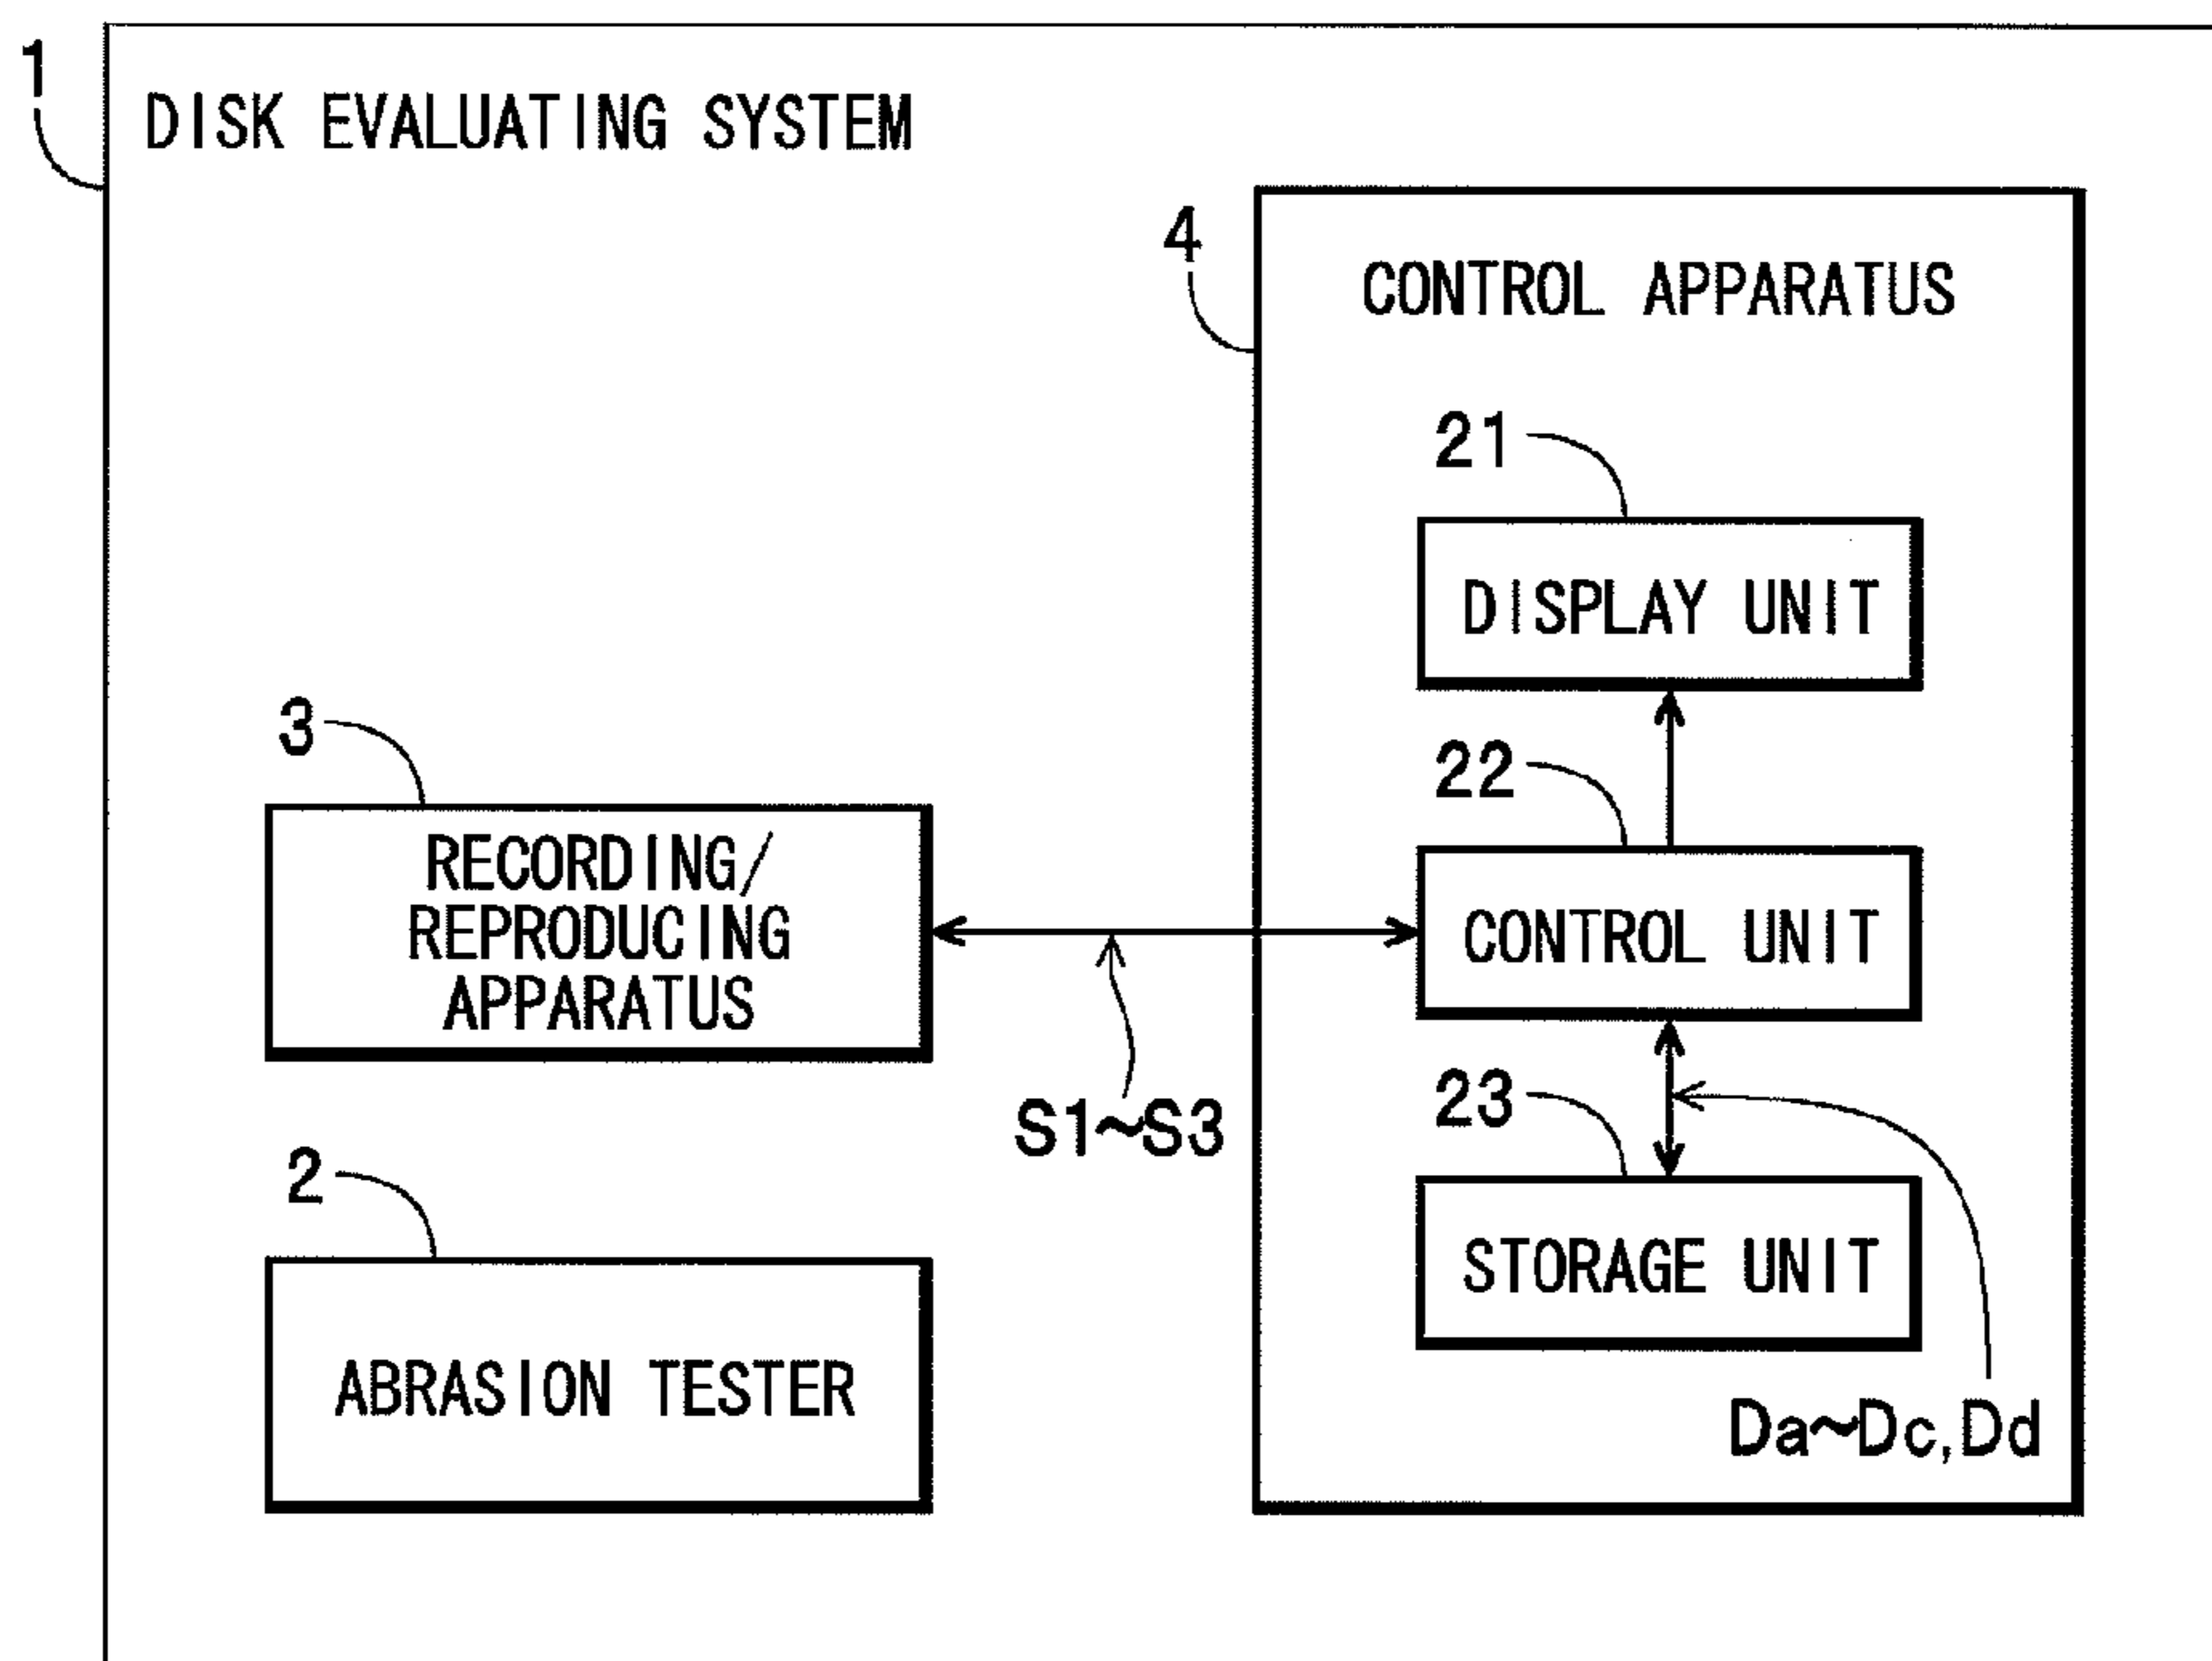 1
DISK EVALUATING SYSTEM
4
CONTROL APPARATUS
21
DISPLAY UNIT
3
RECORDING/
REPRODUCING
APPARATUS
22
CONTROL UNIT
S1~S3
23
STORAGE UNIT
2
ABRASION TESTER
Da~Dc,Dd